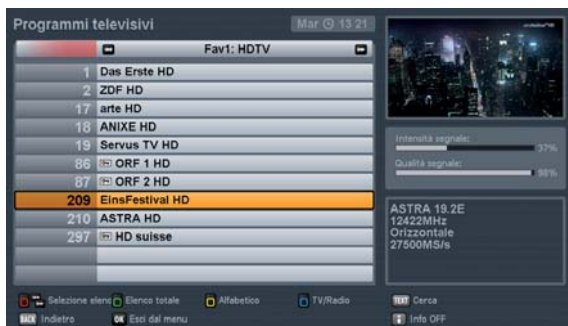 Programmi televisivi
Mar 13 21
Fav1: HDTV
1 Das Erste HD
2 ZDF HD
17 arte HD
18 ANIXE HD
19 Servus TV HD
86 ORF 1 HD
87 ORF 2 HD
209 EinsFestival HD
210 ASTRA HD
297 HD suisse
Intensità segnale:
37%
Qualità segnale:
98%
ASTRA 19.2E
12422MHz
Orizzontale
27500MS/s
Selezione elenc Elenco totale Alfabetico TV/Radio TEXT Cerca
BACK Indietro OK Esci dal menu i Info OFF